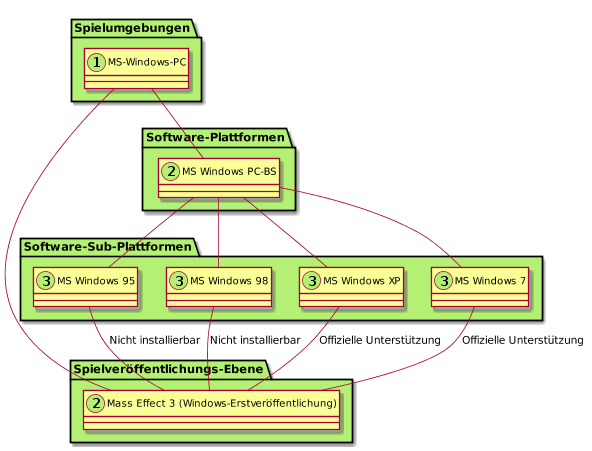 Spielumgebungen
1 MS-Windows-PC
Software-Plattformen
2 MS Windows PC-BS
Software-Sub-Plattformen
3 MS Windows 95
3 MS Windows 98
3 MS Windows XP
3 MS Windows 7
Nicht installierbar
Nicht installierbar
Offizielle Unterstützung
Offizielle Unterstützung
Spielveröffentlichungs-Ebene
2 Mass Effect 3 (Windows-Erstveröffentlichung)